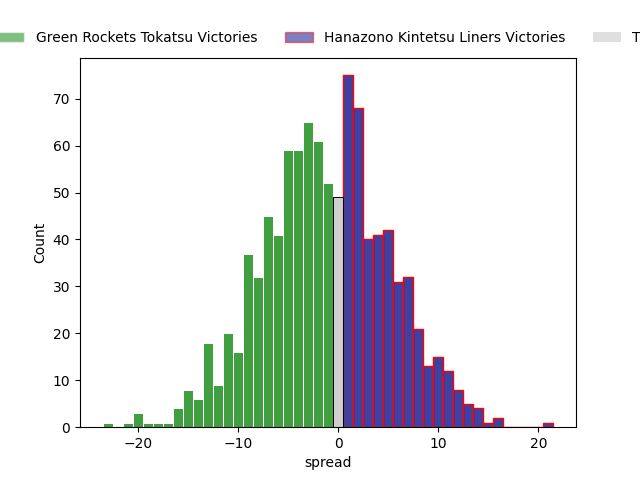 Green Rockets Tokatsu Victories Hanazono Kintetsu Liners Victories T
70
60
50
40
30
20
10
0
Count
−20 −10 0 10 20
spread